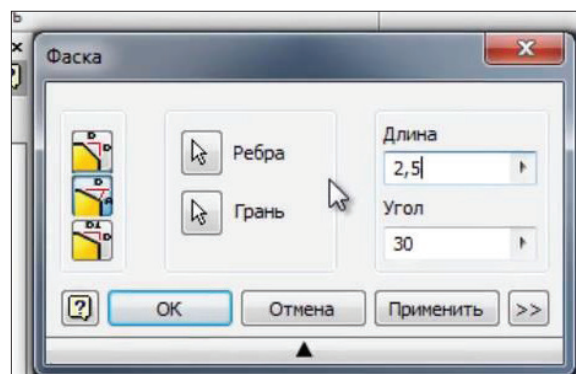 Фаска
Ребра
Грань
Длина
2,5
Угол
30
OK
Отмена
Применить
>>